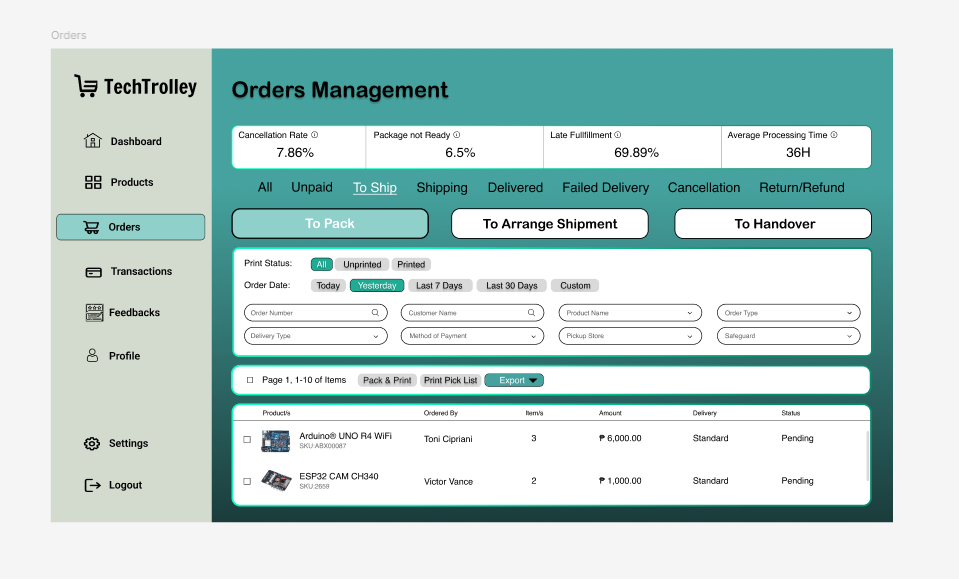 Orders
TechTrolley
Dashboard
Products
Orders
Transactions
Feedbacks
Profile
Settings
Logout
Orders Management
Cancellation Rate
7.86%
Package not Ready
6.5%
Late Fullfillment
69.89%
Average Processing Time
36H
All Unpaid To Ship Shipping Delivered Failed Delivery Cancellation Return/Refund
To Pack To Arrange Shipment To Handover
Print Status: All Unprinted Printed
Order Date: Today Yesterday Last 7 Days Last 30 Days Custom
Order Number Customer Name Product Name Order Type
Delivery Type Method of Payment Pickup Store Safeguard
Page 1, 1-10 of Items Pack & Print Print Pick List Export
Product/s Ordered By Item/s Amount Delivery Status
Arduino® UNO R4 WiFi Toni Cipriani 3 ₱ 6,000.00 Standard Pending
SKU:ABX00087
ESP32 CAM CH340 Victor Vance 2 ₱ 1,000.00 Standard Pending
SKU:2659